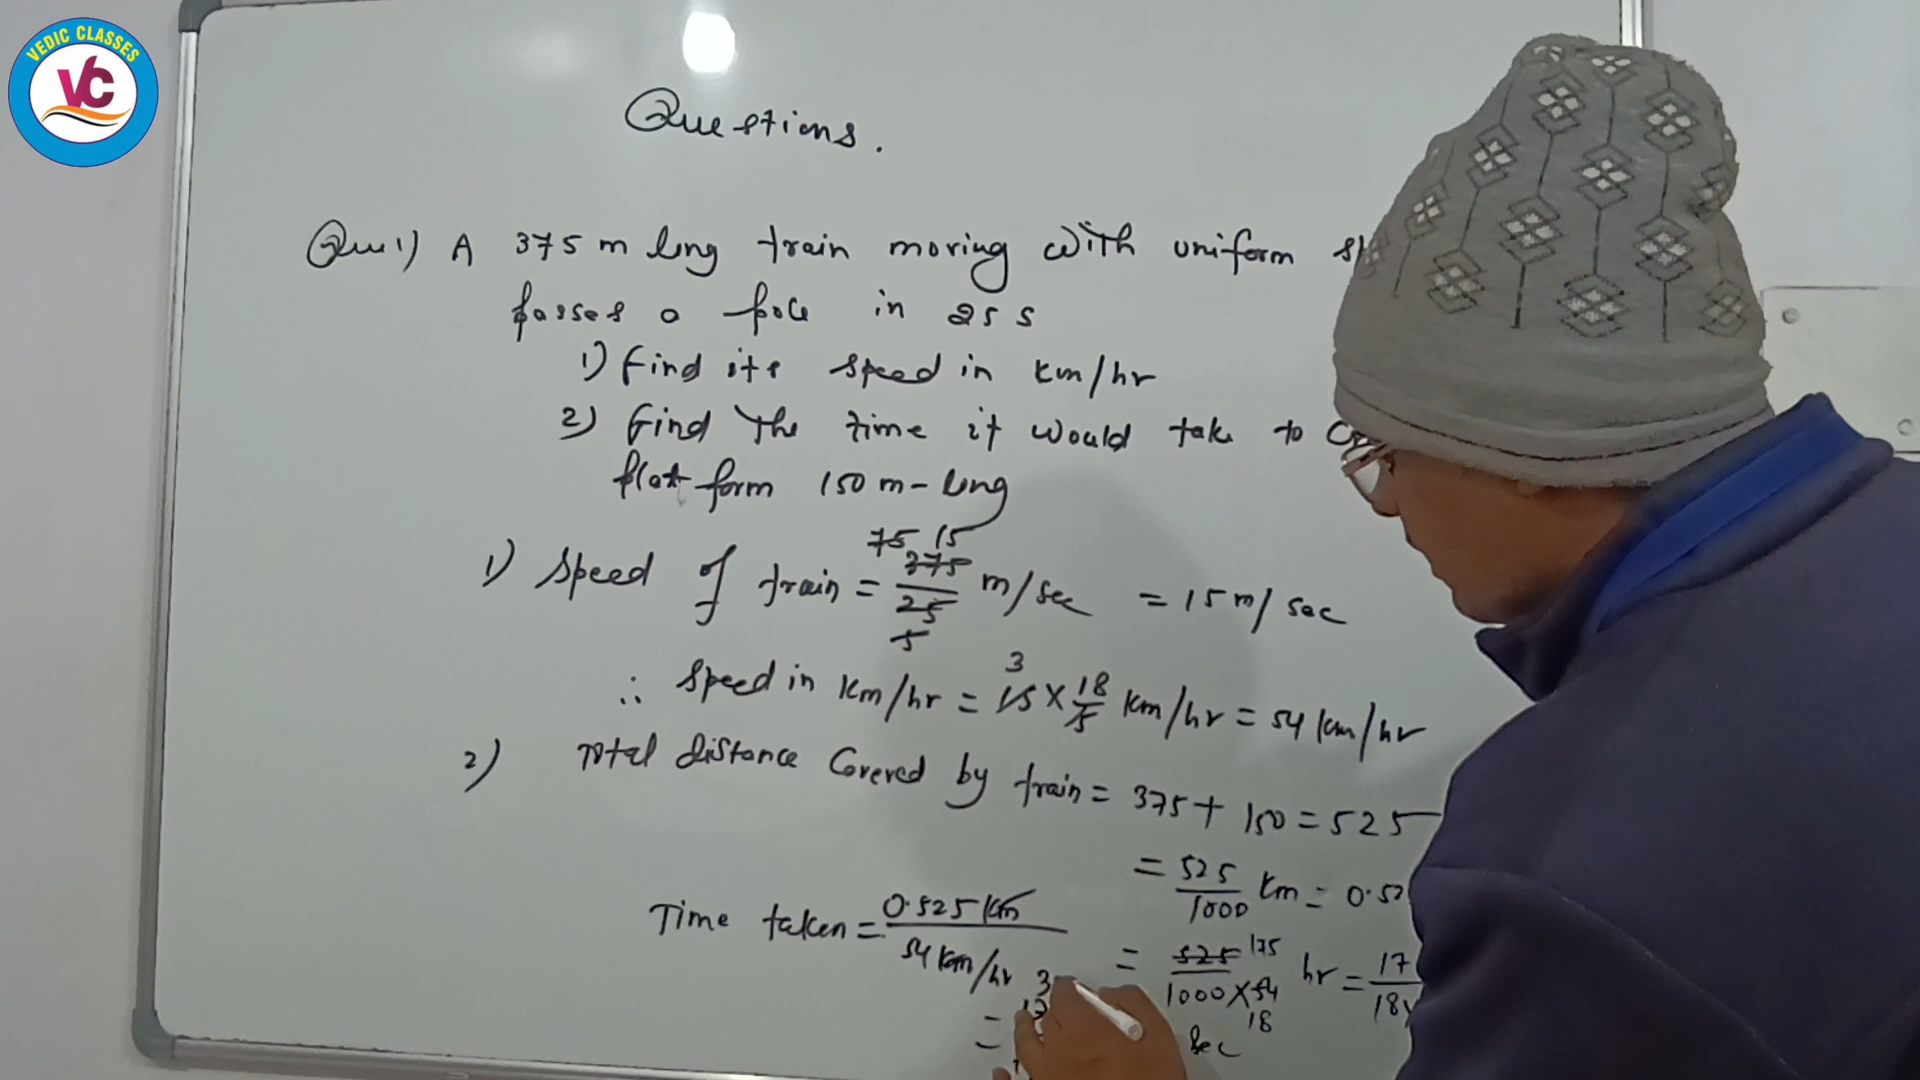 VEDIC CLASSES
VC
Questions.
Que 1) A 375 m long train moving with uniform
passes a pole in 25 s
1) Find its speed in km/hr
2) Find the time it would take to
plat form 150 m-long
75 15
1) Speed of train = 375/25 m/sec = 15 m/sec
5
3
∴ Speed in km/hr = 15 × 18/5 km/hr = 54 km/hr
2) Total distance Covered by train = 375 + 150 = 525
= 525/1000 km = 0.52
Time taken = 0.525 km / 54 km/hr = 525 175 / 1000 × 54 18 hr = 17 / 18
= sec